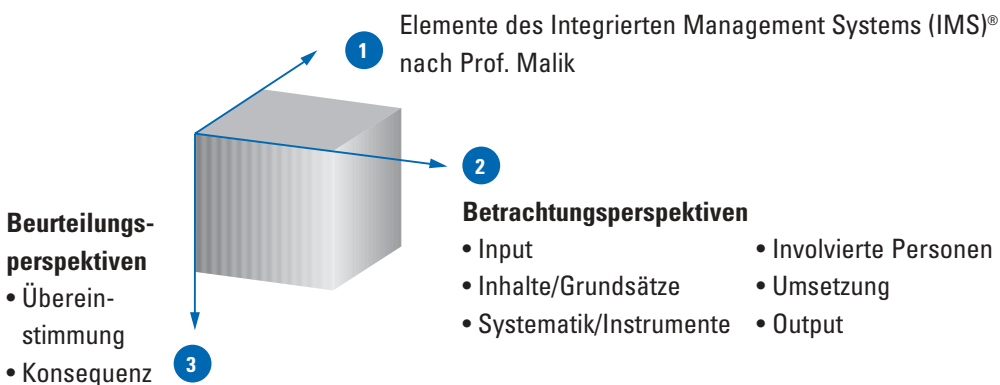 1
Elemente des Integrierten Management Systems (IMS)®
nach Prof. Malik
2
Betrachtungsperspektiven
• Input
• Inhalte/Grundsätze
• Systematik/Instrumente
• Involvierte Personen
• Umsetzung
• Output
Beurteilungs-
perspektiven
• Überein-
stimmung
• Konsequenz
3